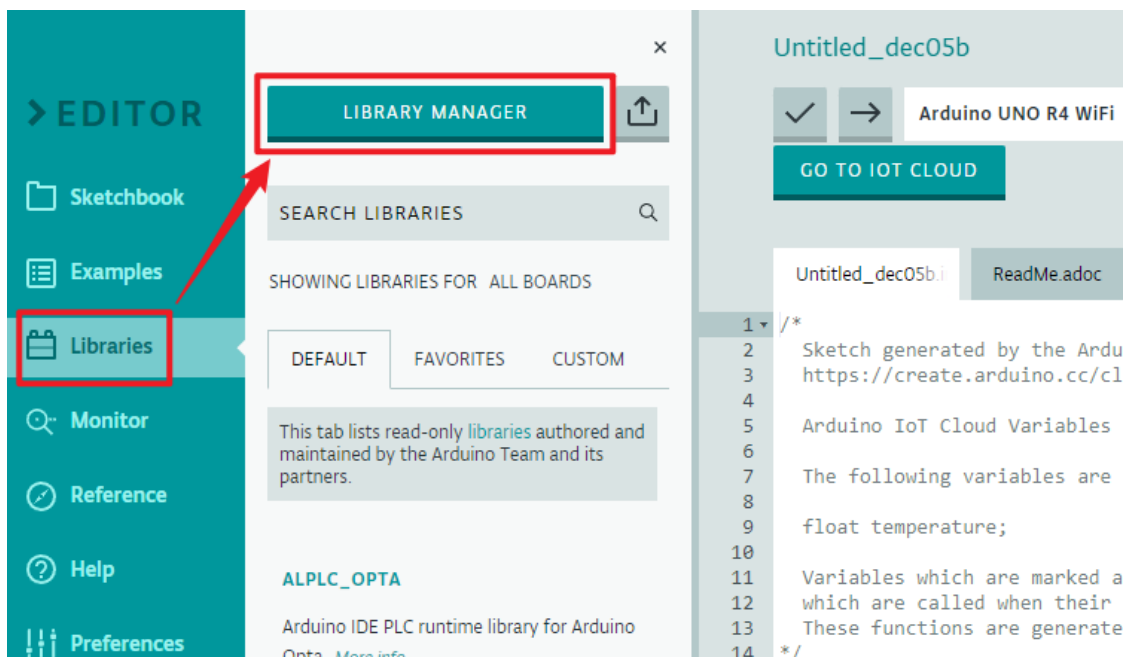 EDITOR
Sketchbook
Examples
Libraries
Monitor
Reference
Help
Preferences
×
LIBRARY MANAGER
SEARCH LIBRARIES
SHOWING LIBRARIES FOR ALL BOARDS
DEFAULT FAVORITES CUSTOM
This tab lists read-only libraries authored and
maintained by the Arduino Team and its
partners.
ALPLC_OPTA
Arduino IDE PLC runtime library for Arduino
Opta More info
Untitled_dec05b
Arduino UNO R4 WiFi
GO TO IOT CLOUD
Untitled_dec05b.i ReadMe.adoc
1 /*
2 Sketch generated by the Ardu
3 https://create.arduino.cc/cl
4
5 Arduino IoT Cloud Variables
6
7 The following variables are
8
9 float temperature;
10
11 Variables which are marked a
12 which are called when their
13 These functions are generate
14 */